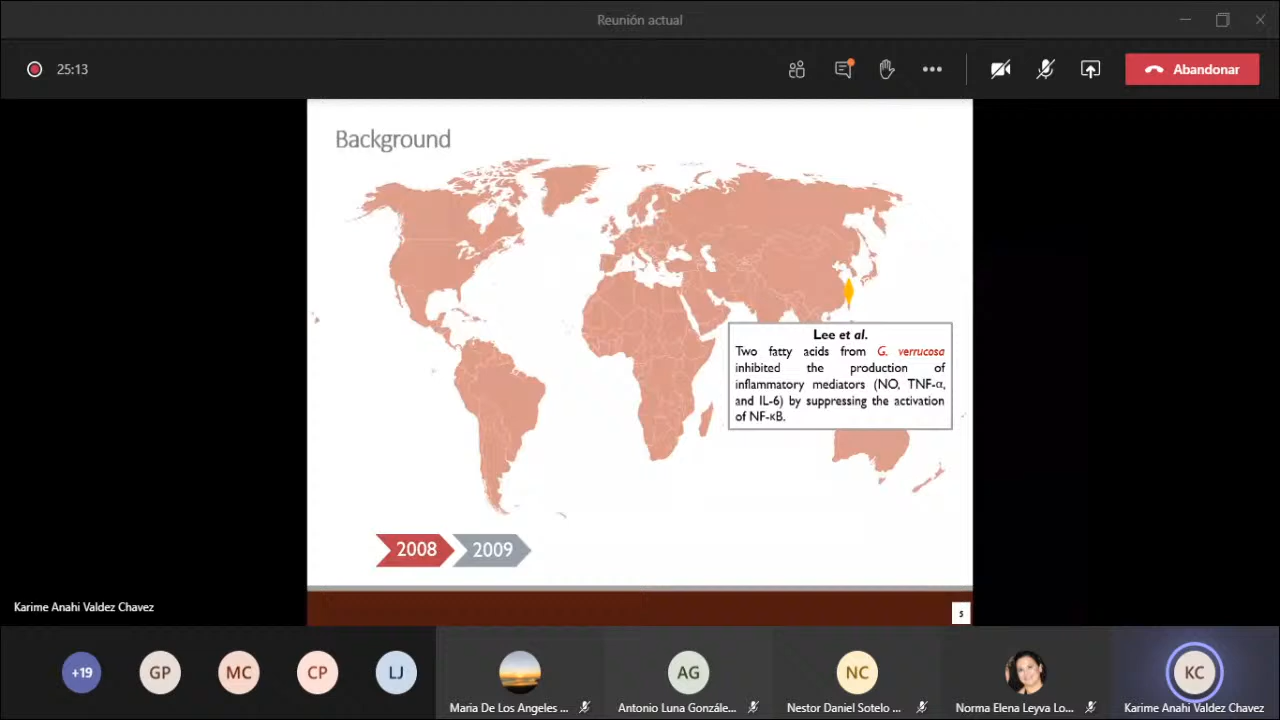 Reunión actual
25:13
Abandonar
Background
Lee et al.
Two fatty acids from G. verrucosa
inhibited the production of
inflammatory mediators (NO, TNF-α,
and IL-6) by suppressing the activation
of NF-κB.
2008
2009
5
Karime Anahi Valdez Chavez
+19
GP
MC
CP
LJ
AG
NC
KC
Maria De Los Angeles ...
Antonio Luna Gonzále...
Nestor Daniel Sotelo ...
Norma Elena Leyva Lo...
Karime Anahi Valdez Chavez